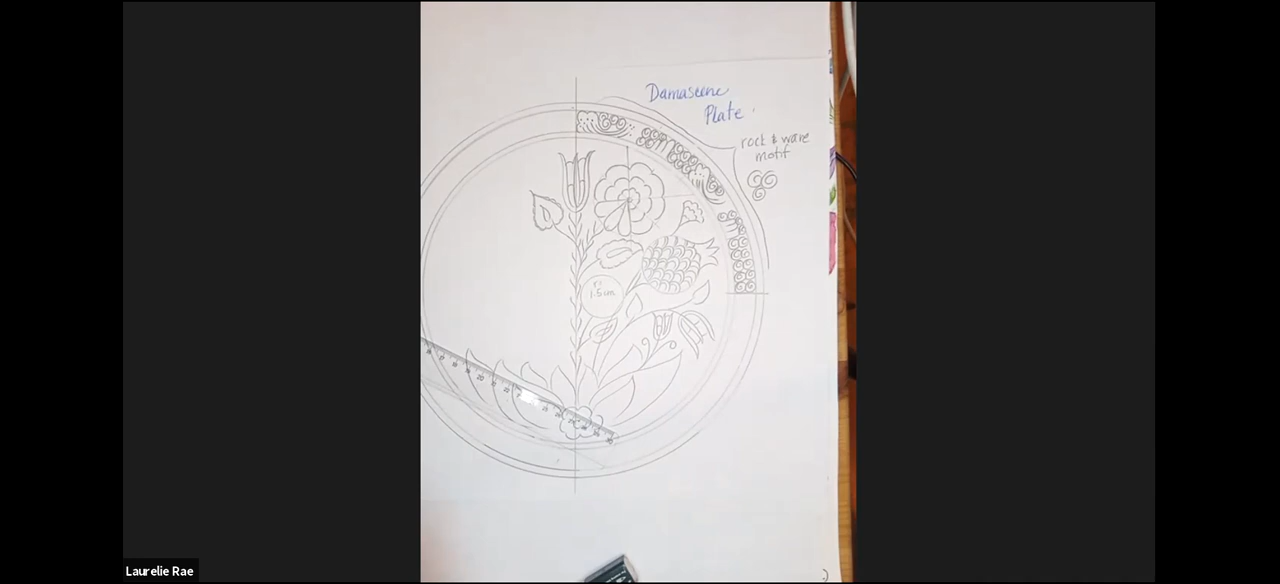 Damascene
Plate
rock & wave
motif
r:
1.5cm
Laurelie Rae